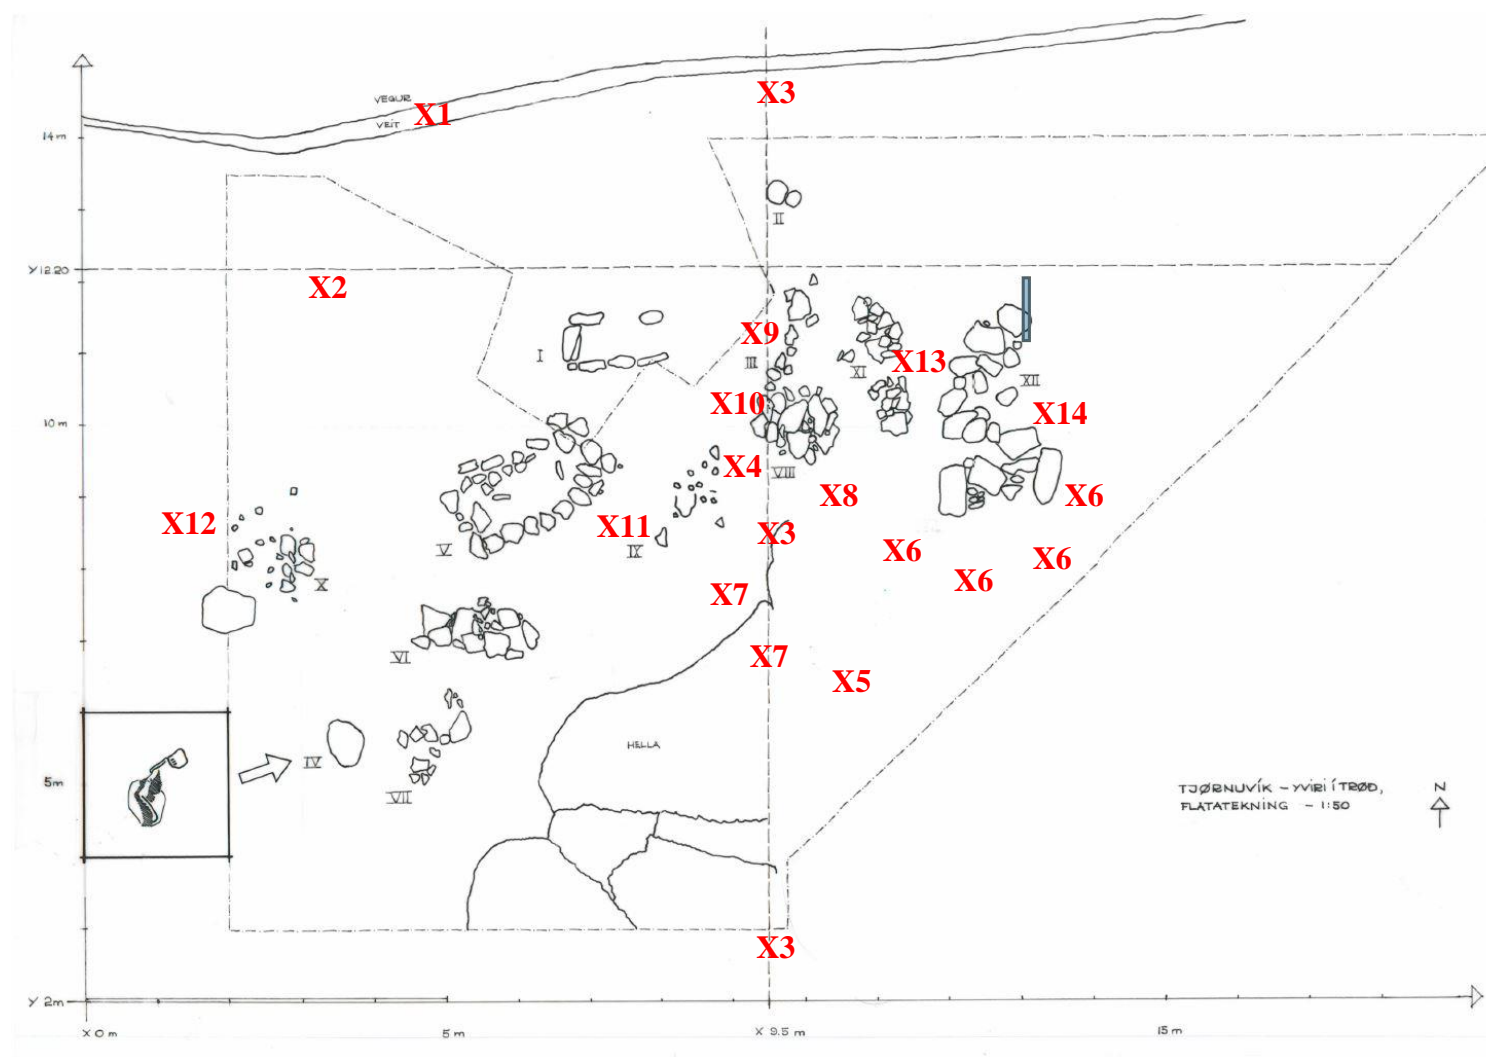 VEGUR
X1
VEIT
X3
14 m
II
Y 12.20
X2
X9
I
III
XI
X13
XII
X10
X14
10 m
X4
VIII
X8
X6
X12
X11
X3
V
IX
X6
X6
X
X6
X7
VI
X7
X5
HELLA
IV
5m
VII
TJØRNUVÍK - YVIRI Í TRØÐ,
FLATATEKNING - 1:50
N
X3
Y 2m
X 0 m
5 m
X 9.5 m
15 m